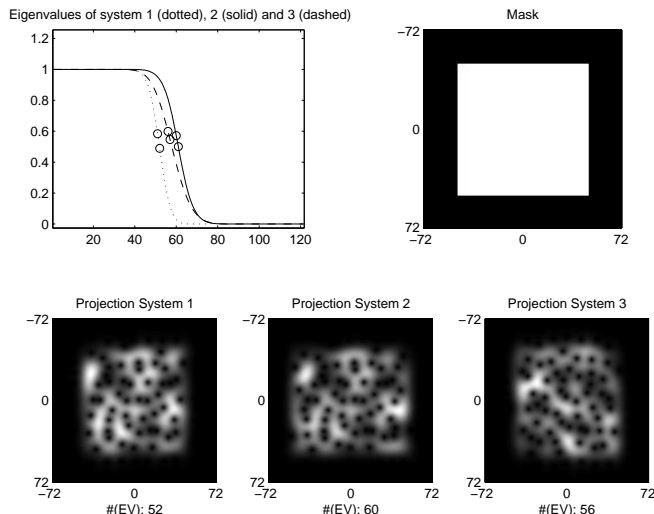 Eigenvalues of system 1 (dotted), 2 (solid) and 3 (dashed)
1.2
1
0.8
0.6
0.4
0.2
0
20 40 60 80 100 120
Mask
−72
0
72
−72 0 72
Projection System 1
−72
0
72
−72 0 72
#(EV): 52
Projection System 2
−72 0 72
#(EV): 60
Projection System 3
−72
0
72
−72 0 72
#(EV): 56